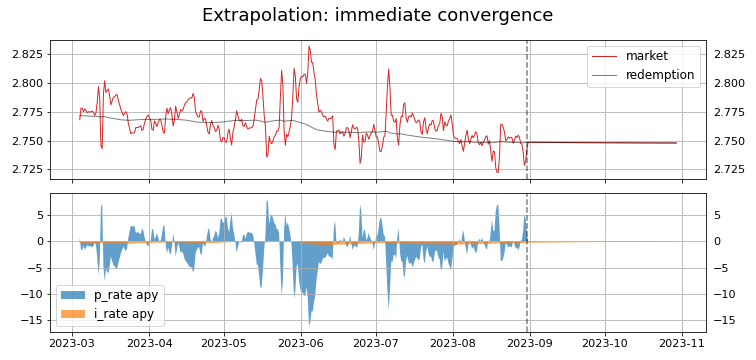 Extrapolation: immediate convergence
2.825 2.825
2.800 2.800
2.775 2.775
2.750 2.750
2.725 2.725
market
redemption
5 5
0 0
−5 −5
−10 −10
−15 −15
p_rate apy
i_rate apy
2023-03 2023-04 2023-05 2023-06 2023-07 2023-08 2023-09 2023-10 2023-11